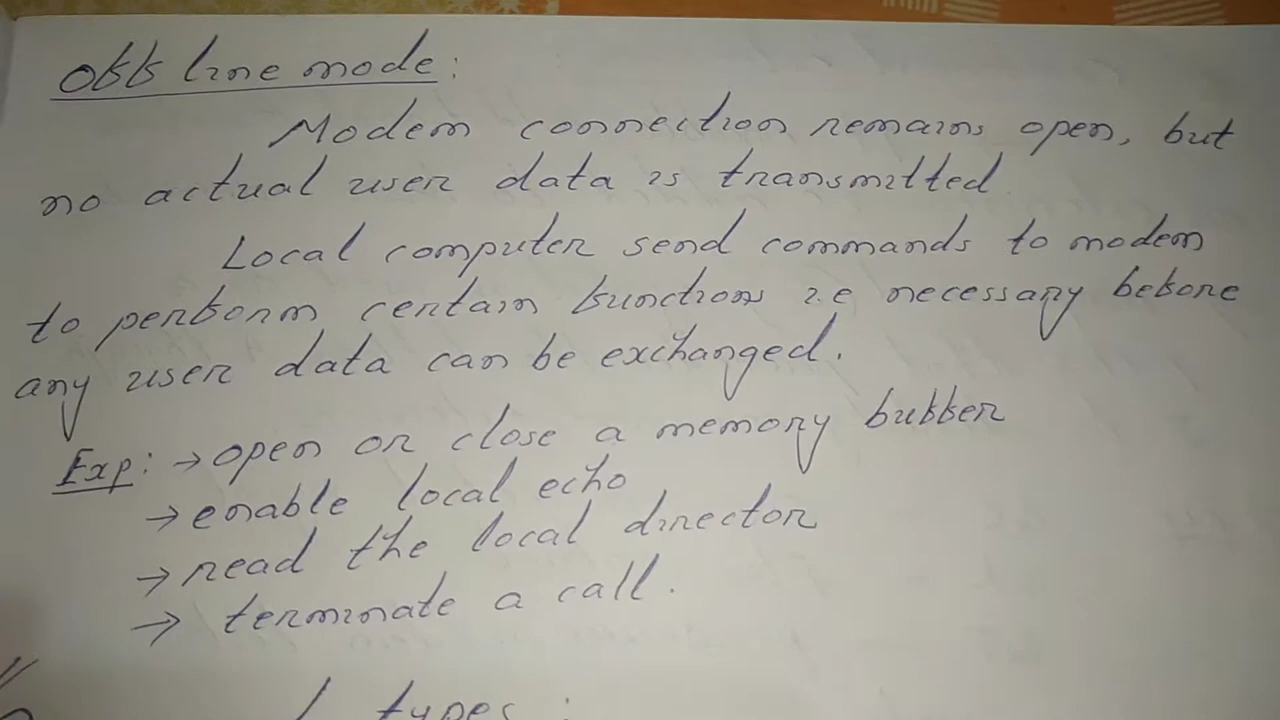 Off line mode:
Modem connection remains open, but
no actual user data is transmitted
Local computer send commands to modem
to perform certain functions i.e necessary before
any user data can be exchanged.
Exp: → open or close a memory buffer
→ enable local echo
→ read the local director
→ terminate a call.
types: